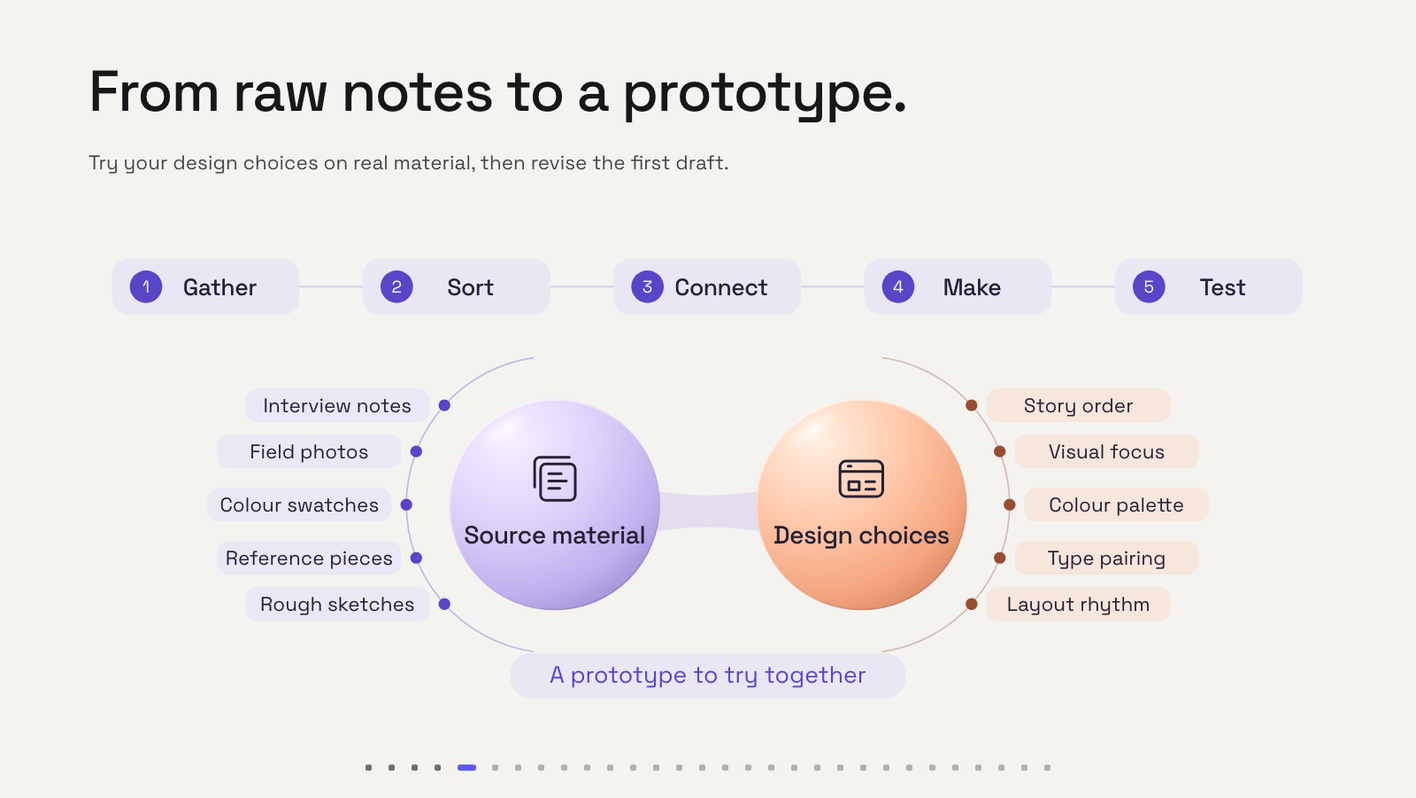 From raw notes to a prototype.
Try your design choices on real material, then revise the first draft.
1 Gather
2 Sort
3 Connect
4 Make
5 Test
Interview notes
Field photos
Colour swatches
Reference pieces
Rough sketches
Source material
Design choices
Story order
Visual focus
Colour palette
Type pairing
Layout rhythm
A prototype to try together